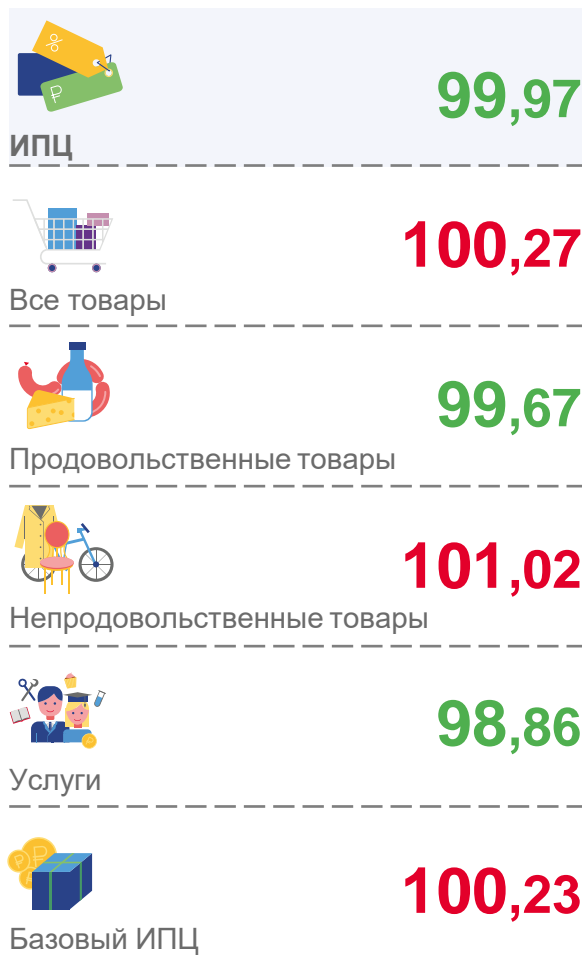 %
₽
99,97
ИПЦ
100,27
Все товары
99,67
Продовольственные товары
101,02
Непродовольственные товары
₽
98,86
Услуги
₽
₽
100,23
Базовый ИПЦ